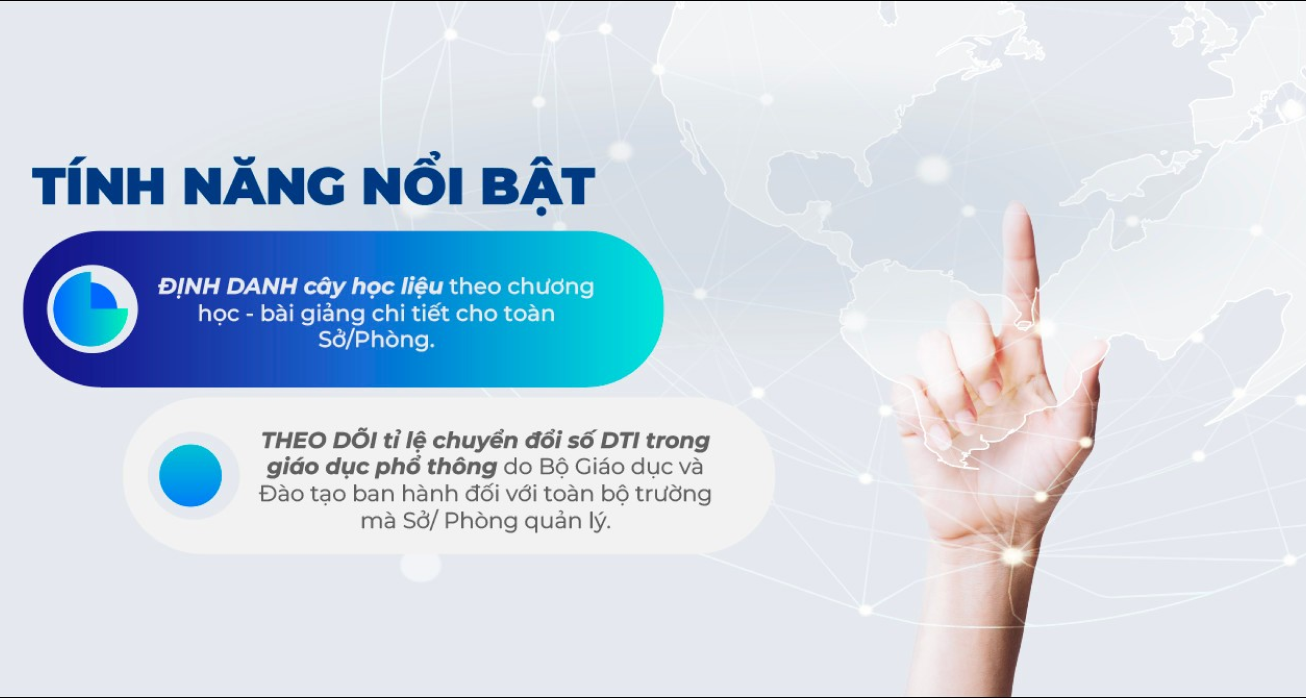 TÍNH NĂNG NỔI BẬT
ĐỊNH DANH cây học liệu theo chương
học - bài giảng chi tiết cho toàn
Sở/Phòng.
THEO DÕI tỉ lệ chuyển đổi số DTI trong
giáo dục phổ thông do Bộ Giáo dục và
Đào tạo ban hành đối với toàn bộ trường
mà Sở/ Phòng quản lý.